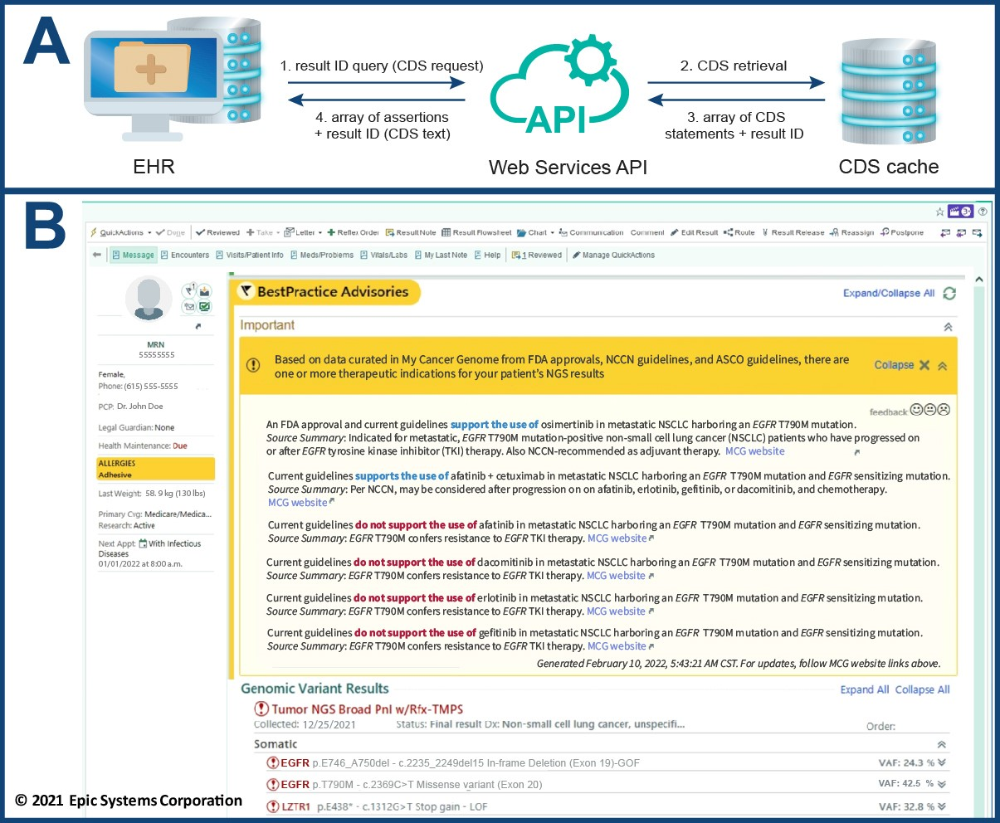 A
1. result ID query (CDS request)
2. CDS retrieval
API
4. array of assertions
+ result ID (CDS text)
3. array of CDS
statements + result ID
EHR
Web Services API
CDS cache
B
3+
QuickActions Done Reviewed Take Letter Reflex Order Result Note Result Flowsheet Chart Communication Comment Edit Result Route Result Release Reassign Postpone
Message Encounters Visits/Patient Info Meds/Problems Vitals/Labs My Last Note Help 1 Reviewed Manage QuickActions
1
MRN
55555555
Female,
Phone: (615) 555-5555
PCP: Dr. John Doe
Legal Guardian: None
Health Maintenance: Due
ALLERGIES
Adhesive
Last Weight: 58.9 kg (130 lbs)
Primary Cvg: Medicare/Medica...
Research: Active
Next Appt: With Infectious
Diseases
01/01/2022 at 8:00 a.m.
BestPractice Advisories
Expand/Collapse All
Important
Based on data curated in My Cancer Genome from FDA approvals, NCCN guidelines, and ASCO guidelines, there are
one or more therapeutic indications for your patient's NGS results
Collapse
feedback:
An FDA approval and current guidelines support the use of osimertinib in metastatic NSCLC harboring an EGFR T790M mutation.
Source Summary: Indicated for metastatic, EGFR T790M mutation-positive non-small cell lung cancer (NSCLC) patients who have progressed on
or after EGFR tyrosine kinase inhibitor (TKI) therapy. Also NCCN-recommended as adjuvant therapy. MCG website
Current guidelines supports the use of afatinib + cetuximab in metastatic NSCLC harboring an EGFR T790M mutation and EGFR sensitizing mutation.
Source Summary: Per NCCN, may be considered after progression on on afatinib, erlotinib, gefitinib, or dacomitinib, and chemotherapy.
MCG website
Current guidelines do not support the use of afatinib in metastatic NSCLC harboring an EGFR T790M mutation and EGFR sensitizing mutation.
Source Summary: EGFR T790M confers resistance to EGFR TKI therapy. MCG website
Current guidelines do not support the use of dacomitinib in metastatic NSCLC harboring an EGFR T790M mutation and EGFR sensitizing mutation.
Source Summary: EGFR T790M confers resistance to EGFR TKI therapy. MCG website
Current guidelines do not support the use of erlotinib in metastatic NSCLC harboring an EGFR T790M mutation and EGFR sensitizing mutation.
Source Summary: EGFR T790M confers resistance to EGFR TKI therapy. MCG website
Current guidelines do not support the use of gefitinib in metastatic NSCLC harboring an EGFR T790M mutation and EGFR sensitizing mutation.
Source Summary: EGFR T790M confers resistance to EGFR TKI therapy. MCG website
Generated February 10, 2022, 5:43:21 AM CST. For updates, follow MCG website links above.
Genomic Variant Results
Expand All Collapse All
Tumor NGS Broad Pnl w/Rfx-TMPS
Collected: 12/25/2021 Status: Final result Dx: Non-small cell lung cancer, unspecifi... Order:
Somatic
EGFR p.E746_A750del - c.2235_2249del15 In-frame Deletion (Exon 19)-GOF VAF: 24.3 %
EGFR p.T790M - c.2369C>T Missense variant (Exon 20) VAF: 42.5 %
LZTR1 p.E438* - c.1312G>T Stop gain - LOF VAF: 32.8 %
© 2021 Epic Systems Corporation